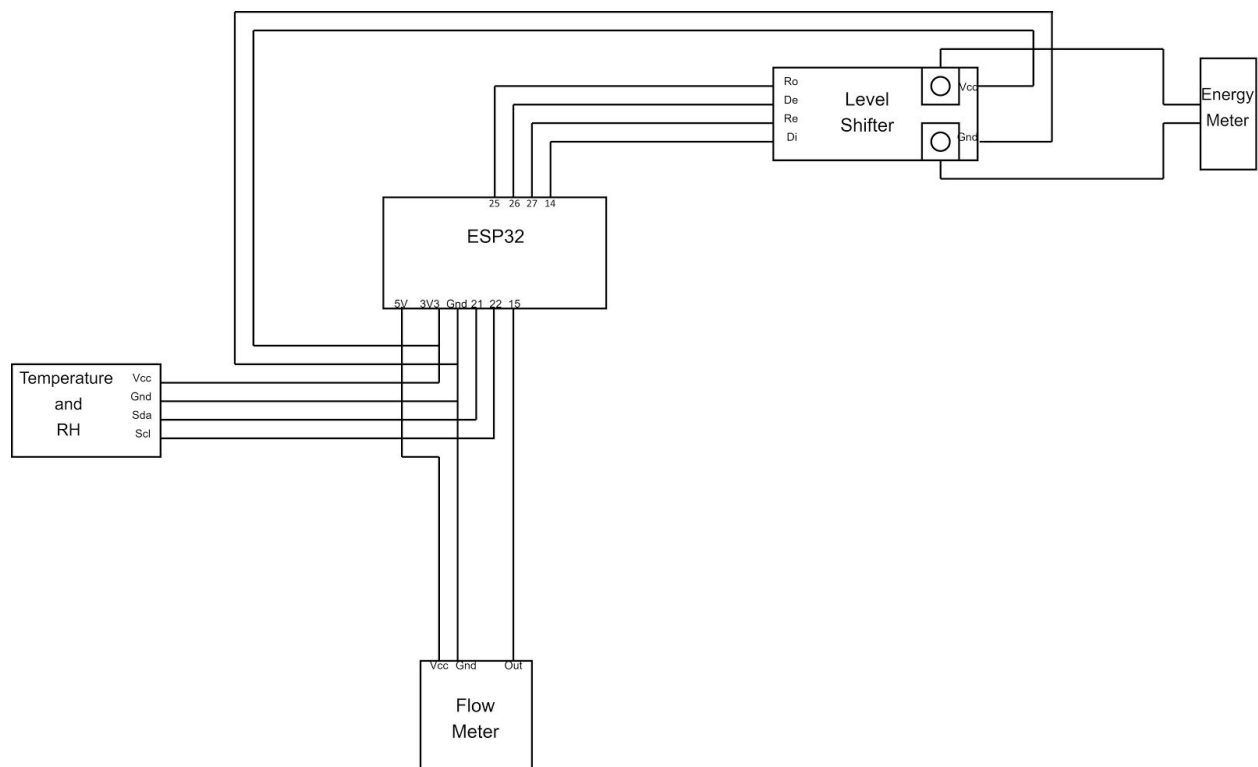 Ro
De
Re
Di
Level
Shifter
Vcc
Gnd
Energy
Meter
25 26 27 14
ESP32
5V 3V3 Gnd 21 22 15
Temperature
and
RH
Vcc
Gnd
Sda
Scl
Vcc Gnd Out
Flow
Meter